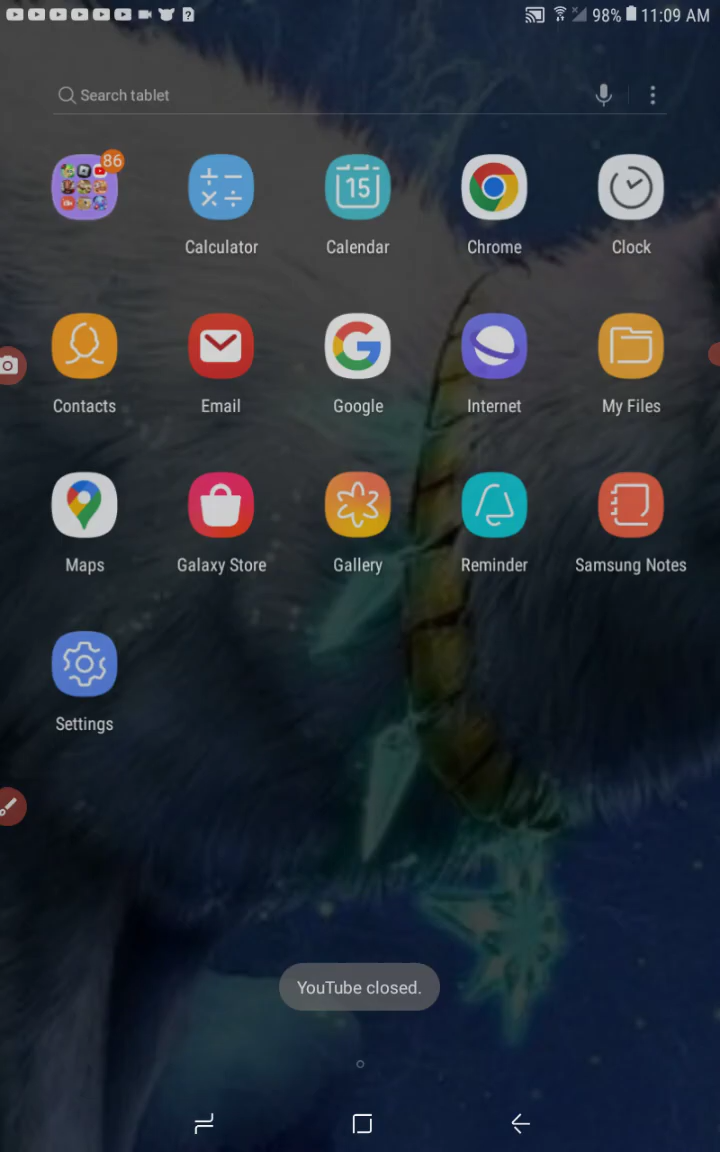 98% 11:09 AM
Search tablet
86
15
Calculator Calendar Chrome Clock
Contacts Email Google Internet My Files
Maps Galaxy Store Gallery Reminder Samsung Notes
Settings
YouTube closed.